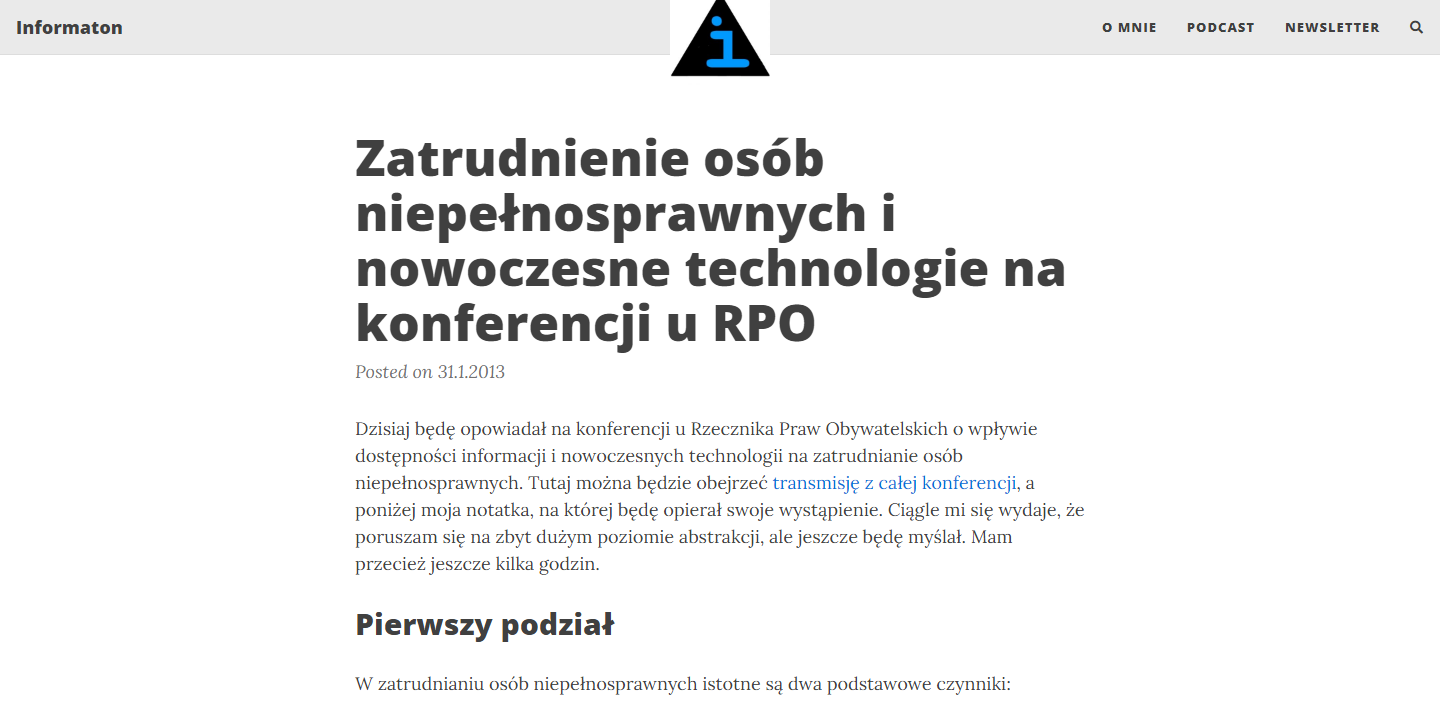 Informaton
i
O MNIE
PODCAST
NEWSLETTER
Zatrudnienie osób
niepełnosprawnych i
nowoczesne technologie na
konferencji u RPO
Posted on 31.1.2013
Dzisiaj będę opowiadał na konferencji u Rzecznika Praw Obywatelskich o wpływie
dostępności informacji i nowoczesnych technologii na zatrudnianie osób
niepełnosprawnych. Tutaj można będzie obejrzeć transmisję z całej konferencji, a
poniżej moja notatka, na której będę opierał swoje wystąpienie. Ciągle mi się wydaje, że
poruszam się na zbyt dużym poziomie abstrakcji, ale jeszcze będę myślał. Mam
przecież jeszcze kilka godzin.
Pierwszy podział
W zatrudnianiu osób niepełnosprawnych istotne są dwa podstawowe czynniki: